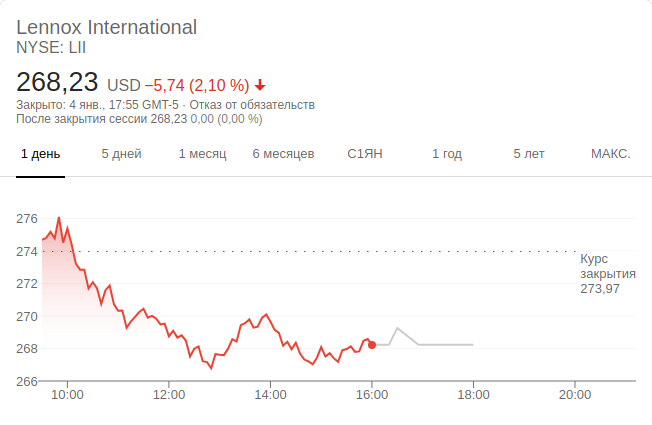 Lennox International
NYSE: LII
268,23 USD −5,74 (2,10 %)
Закрыто: 4 янв., 17:55 GMT-5 · Отказ от обязательств
После закрытия сессии 268,23 0,00 (0,00 %)
1 день 5 дней 1 месяц 6 месяцев С1ЯН 1 год 5 лет МАКС.
276
274
Курс
закрытия
273,97
272
270
268
266
10:00 12:00 14:00 16:00 18:00 20:00